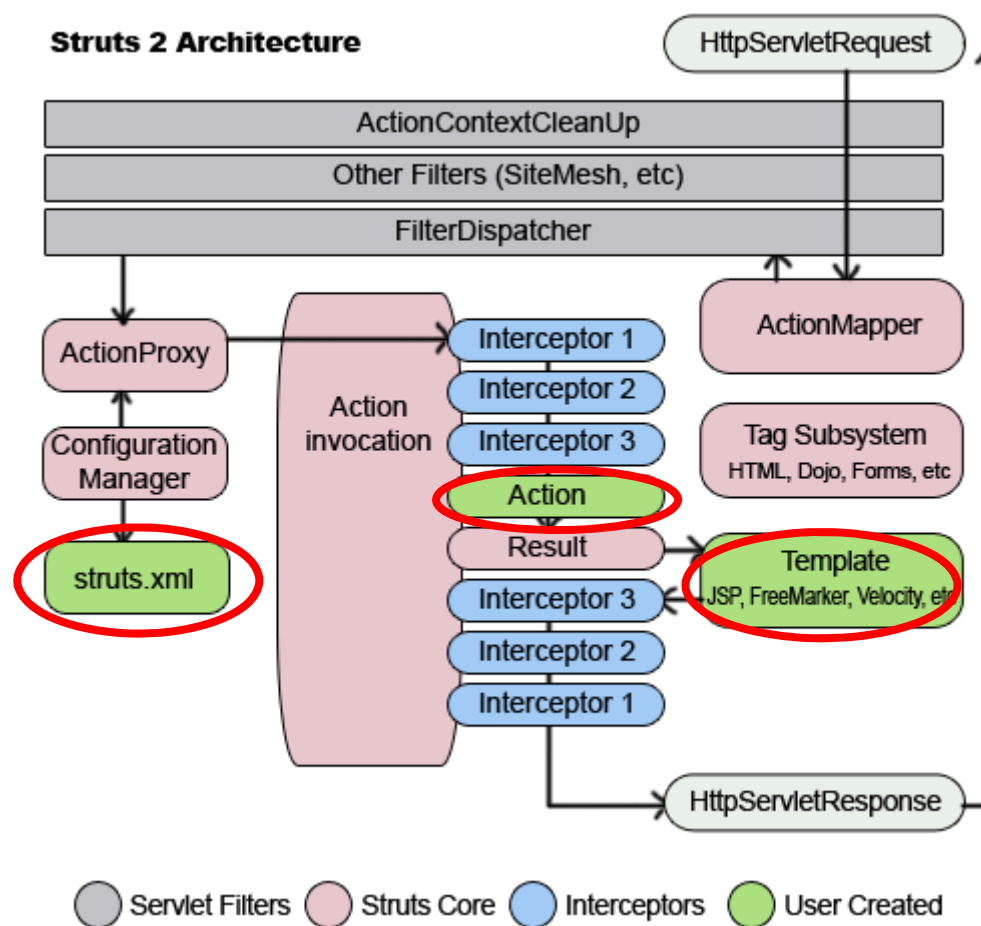 Struts 2 Architecture
HttpServletRequest
ActionContextCleanUp
Other Filters (SiteMesh, etc)
FilterDispatcher
ActionProxy
Configuration
Manager
struts.xml
Action
invocation
Interceptor 1
Interceptor 2
Interceptor 3
Action
Result
Interceptor 3
Interceptor 2
Interceptor 1
ActionMapper
Tag Subsystem
HTML, Dojo, Forms, etc
Template
JSP, FreeMarker, Velocity, etc
HttpServletResponse
Servlet Filters
Struts Core
Interceptors
User Created